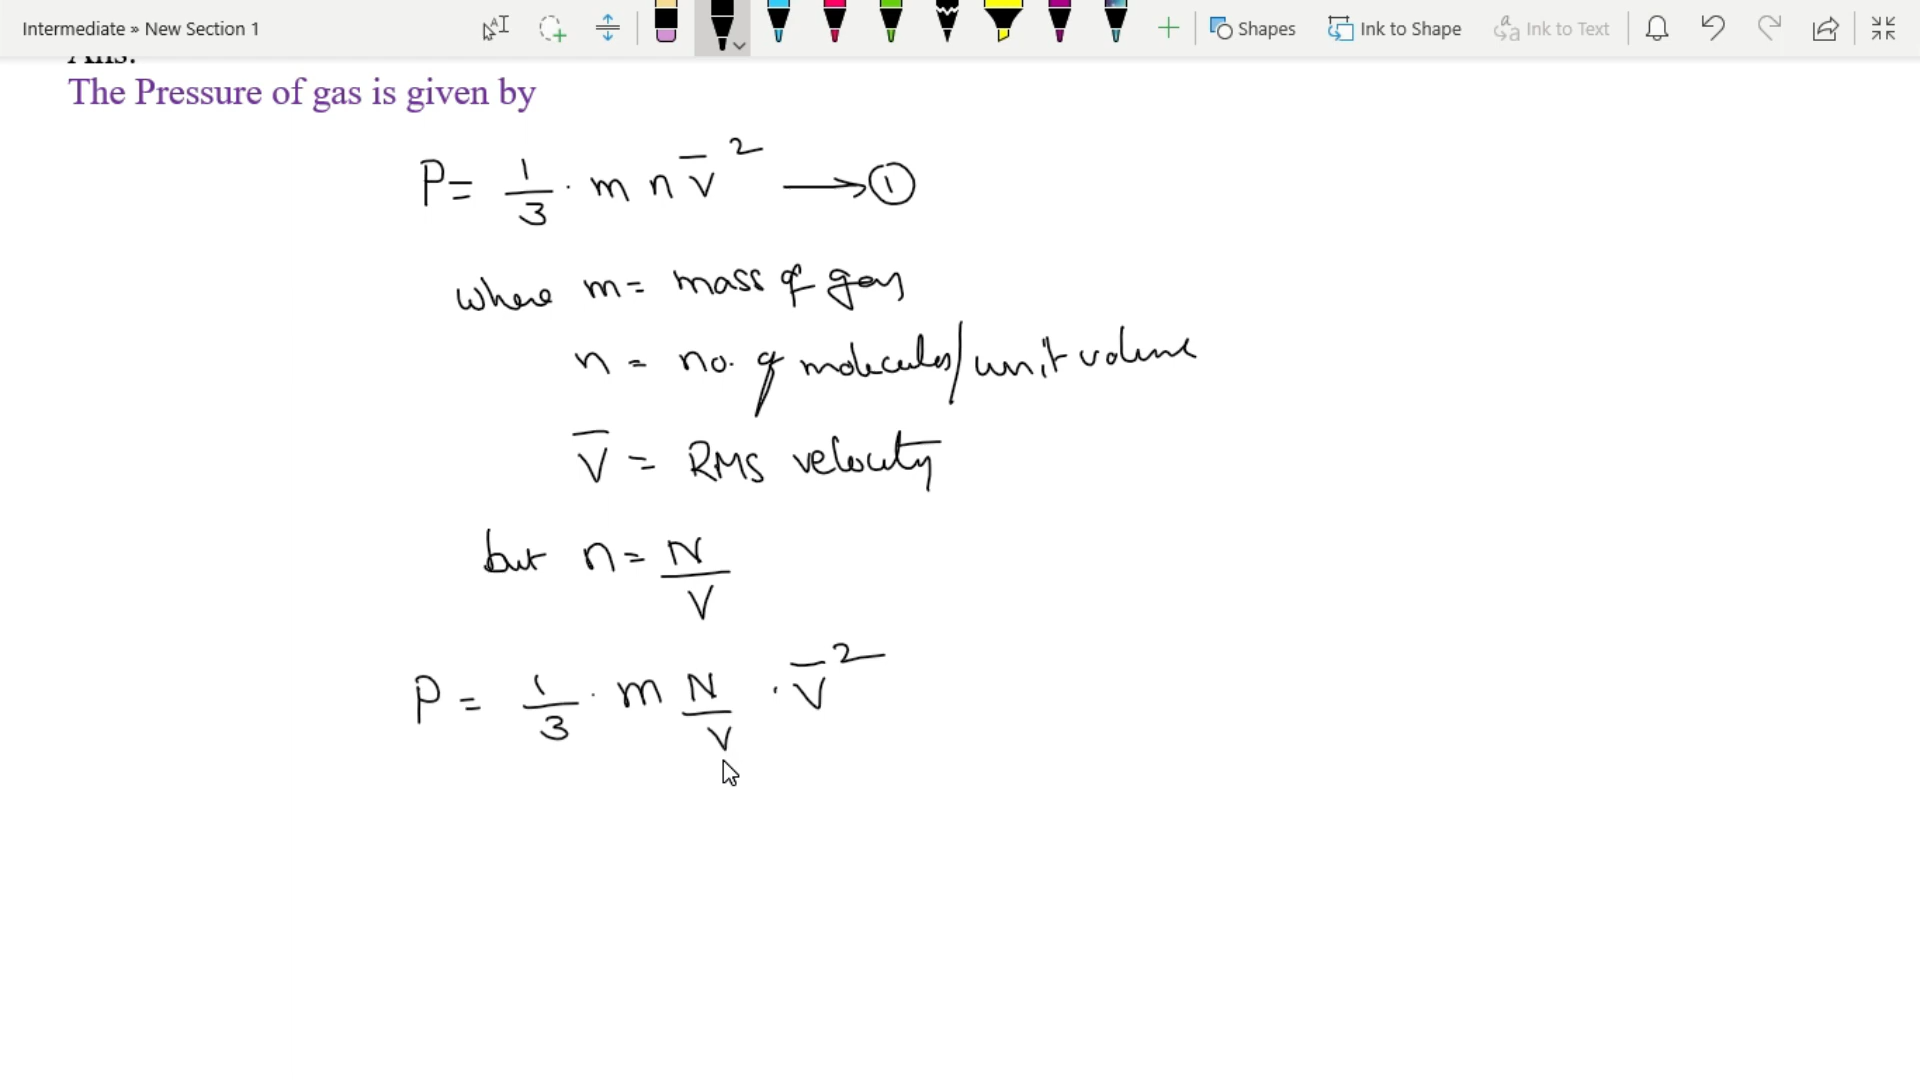 Intermediate » New Section 1
Shapes
Ink to Shape
Ink to Text
Ans:
The Pressure of gas is given by
P = 1/3 · m n v̄² ⟶ ①
where m = mass of gas
n = no. of molecules/unit volume
v̄ = RMS velocity
but n = N/V
P = 1/3 · m N/V · v̄²